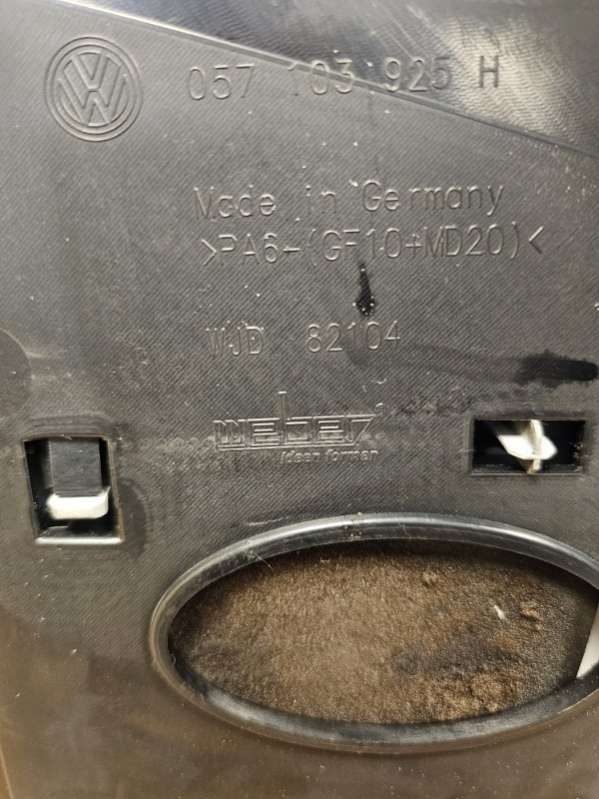 057 103 925 H
Made in Germany
>PA6-(GF10+MD20)<
WJD 82104
weber
ideen formen